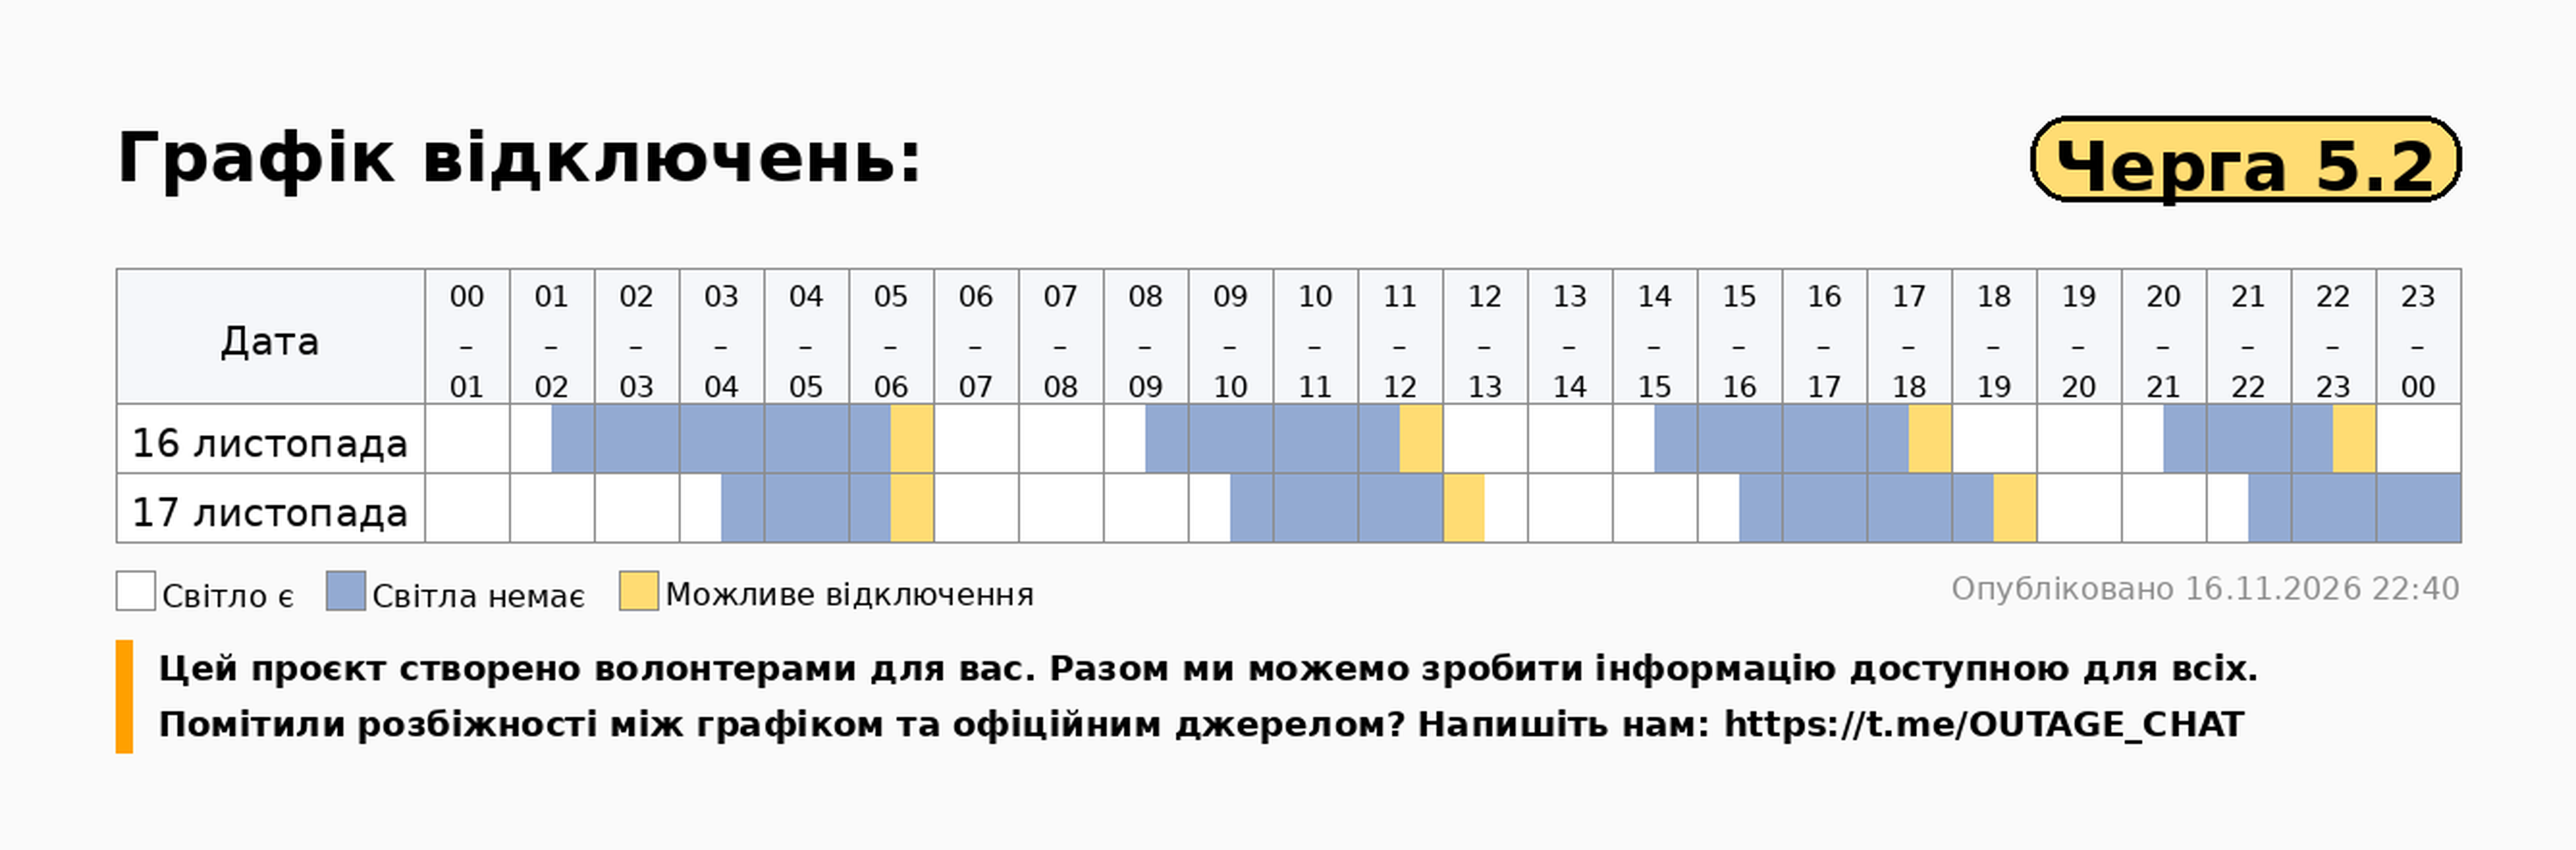 Графік відключень:
Черга 5.2
Дата
00 – 01
01 – 02
02 – 03
03 – 04
04 – 05
05 – 06
06 – 07
07 – 08
08 – 09
09 – 10
10 – 11
11 – 12
12 – 13
13 – 14
14 – 15
15 – 16
16 – 17
17 – 18
18 – 19
19 – 20
20 – 21
21 – 22
22 – 23
23 – 00
16 листопада
17 листопада
Світло є
Світла немає
Можливе відключення
Опубліковано 16.11.2026 22:40
Цей проєкт створено волонтерами для вас. Разом ми можемо зробити інформацію доступною для всіх.
Помітили розбіжності між графіком та офіційним джерелом? Напишіть нам: https://t.me/OUTAGE_CHAT